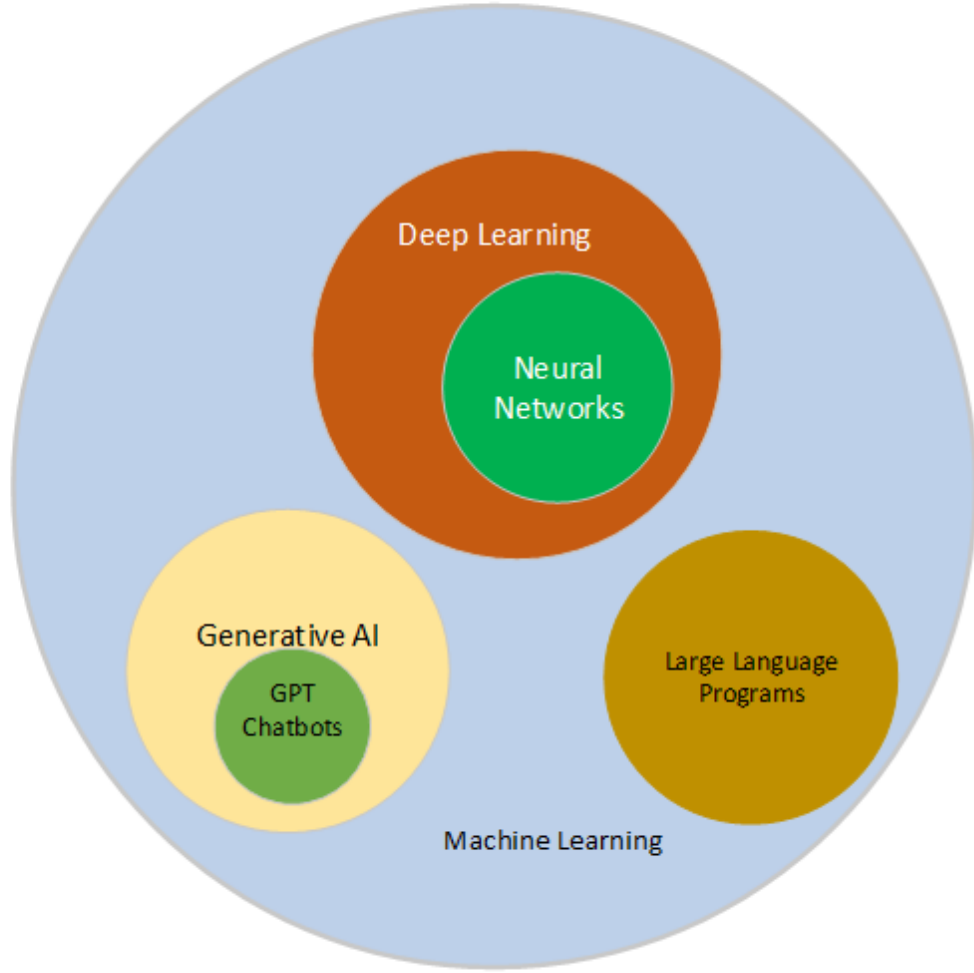 Deep Learning
Neural
Networks
Generative AI
GPT
Chatbots
Large Language
Programs
Machine Learning